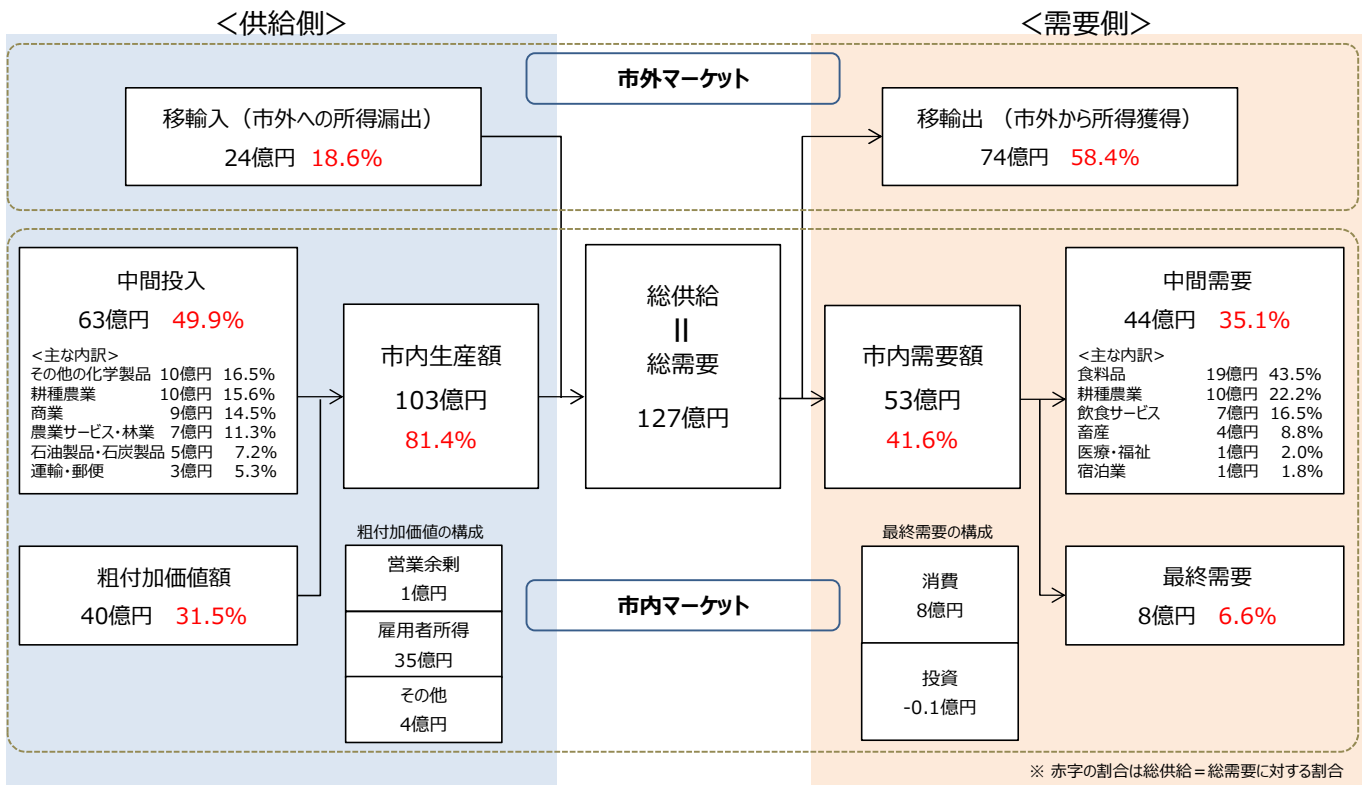 ＜供給側＞
＜需要側＞
市外マーケット
移輸入（市外への所得漏出）
24億円 18.6%
移輸出 （市外から所得獲得）
74億円 58.4%
中間投入
63億円 49.9%
<主な内訳>
その他の化学製品 10億円 16.5%
耕種農業 10億円 15.6%
商業 9億円 14.5%
農業サービス・林業 7億円 11.3%
石油製品・石炭製品 5億円 7.2%
運輸・郵便 3億円 5.3%
市内生産額
103億円
81.4%
総供給
||
総需要
127億円
市内需要額
53億円
41.6%
中間需要
44億円 35.1%
<主な内訳>
食料品 19億円 43.5%
耕種農業 10億円 22.2%
飲食サービス 7億円 16.5%
畜産 4億円 8.8%
医療・福祉 1億円 2.0%
宿泊業 1億円 1.8%
粗付加価値額
40億円 31.5%
粗付加価値の構成
営業余剰
1億円
雇用者所得
35億円
その他
4億円
市内マーケット
最終需要の構成
消費
8億円
投資
-0.1億円
最終需要
8億円 6.6%
※ 赤字の割合は総供給＝総需要に対する割合